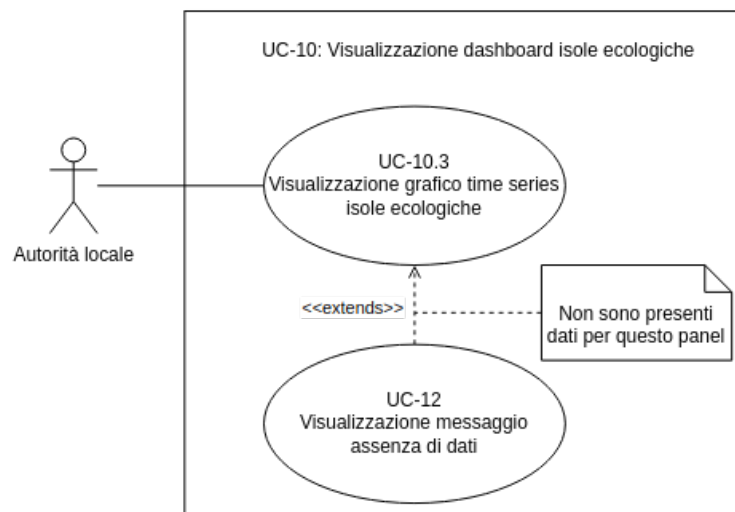 UC-10: Visualizzazione dashboard isole ecologiche
UC-10.3
Visualizzazione grafico time series
isole ecologiche
Autorità locale
<<extends>>
Non sono presenti
dati per questo panel
UC-12
Visualizzazione messaggio
assenza di dati